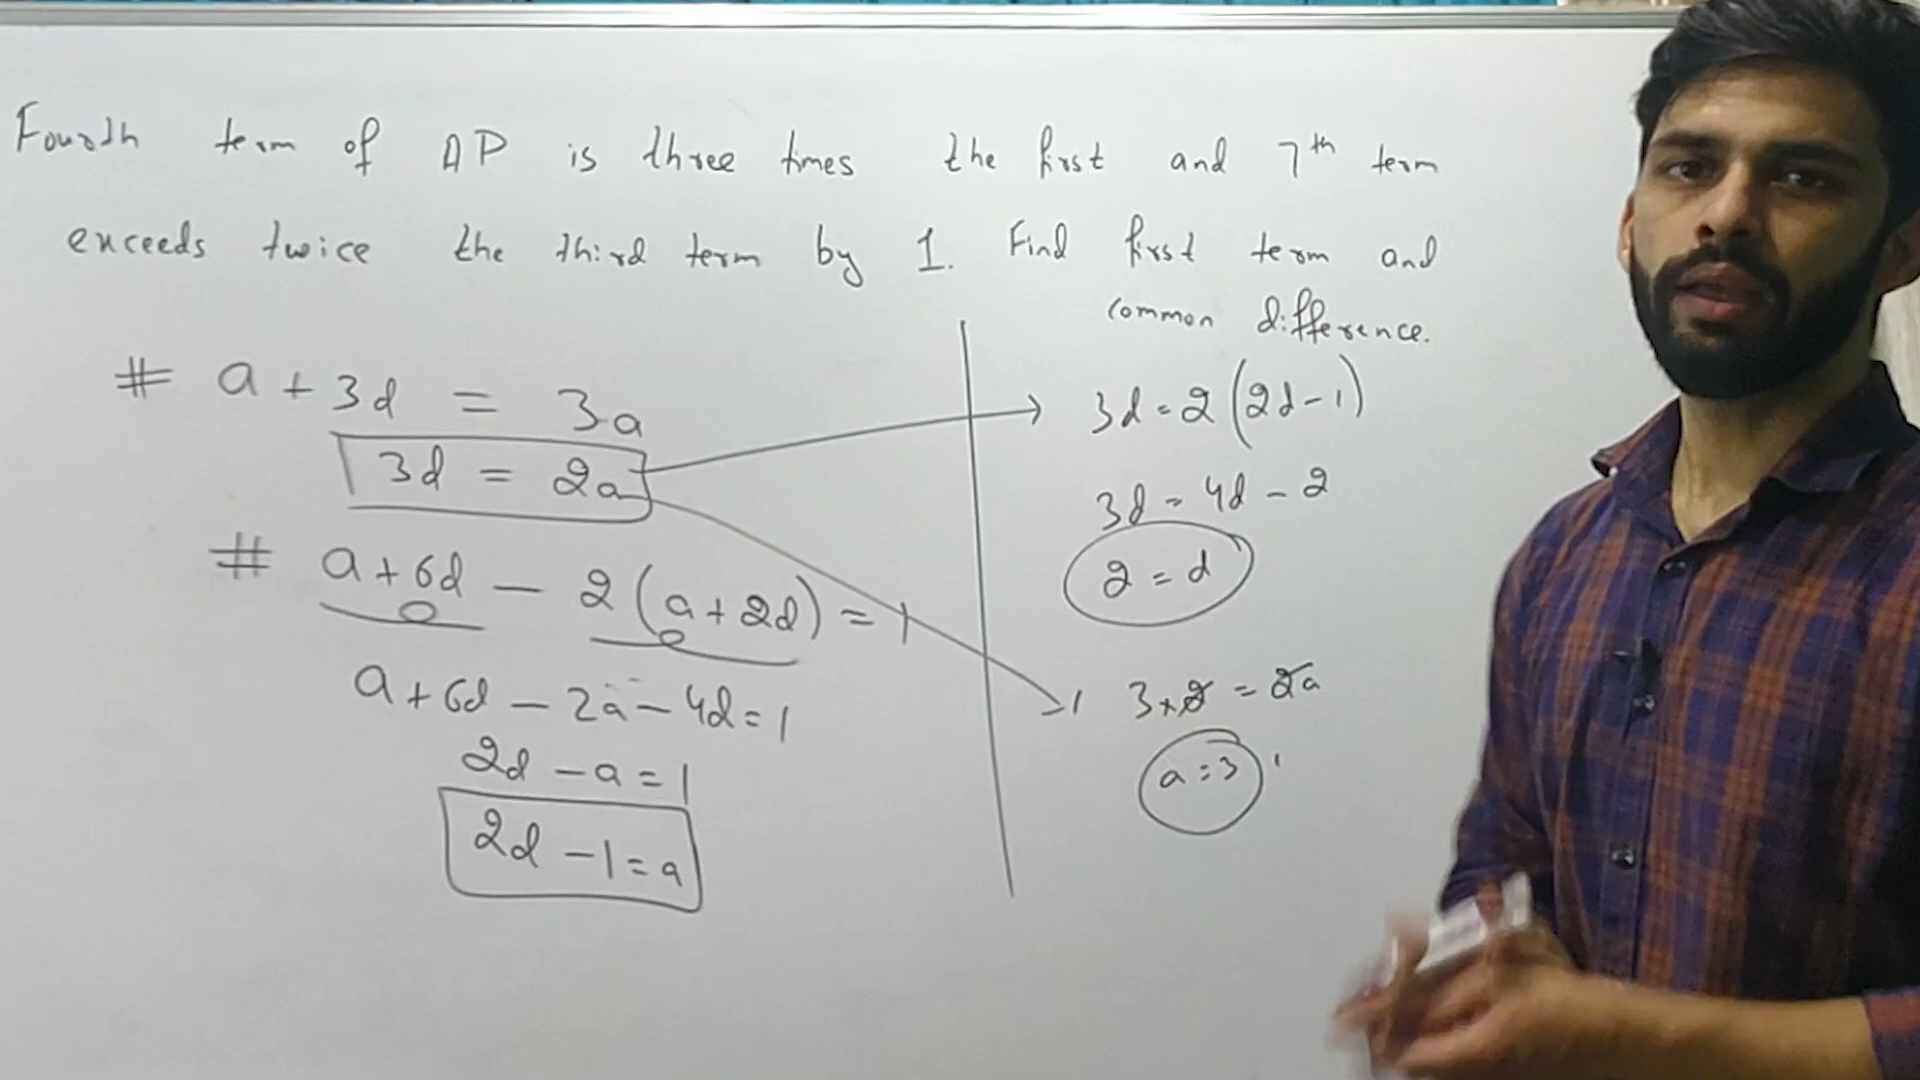 Fourth term of AP is three times the first and 7th term
exceeds twice the third term by 1. Find first term and
common difference.
# a + 3d = 3a
3d = 2a
# a + 6d - 2(a + 2d) = 1
a + 6d - 2a - 4d = 1
2d - a = 1
2d - 1 = a
3d = 2(2d - 1)
3d = 4d - 2
2 = d
3 × 2 = 2a
a = 3